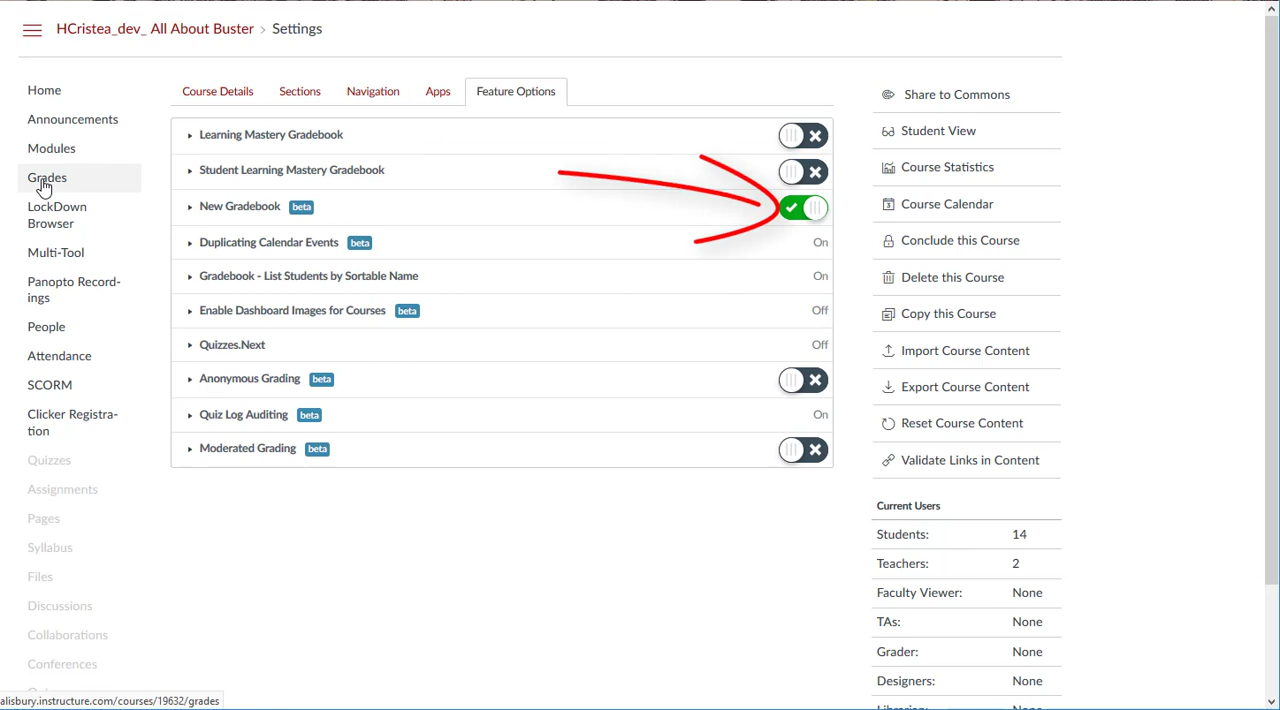 HCristea_dev_ All About Buster > Settings
Home
Announcements
Modules
Grades
LockDown
Browser
Multi-Tool
Panopto Record-
ings
People
Attendance
SCORM
Clicker Registra-
tion
Quizzes
Assignments
Pages
Syllabus
Files
Discussions
Collaborations
Conferences
alisbury.instructure.com/courses/19632/grades
Course Details
Sections
Navigation
Apps
Feature Options
Learning Mastery Gradebook
Student Learning Mastery Gradebook
New Gradebook beta
Duplicating Calendar Events beta On
Gradebook - List Students by Sortable Name On
Enable Dashboard Images for Courses beta Off
Quizzes.Next Off
Anonymous Grading beta
Quiz Log Auditing beta On
Moderated Grading beta
Share to Commons
Student View
Course Statistics
Course Calendar
Conclude this Course
Delete this Course
Copy this Course
Import Course Content
Export Course Content
Reset Course Content
Validate Links in Content
Current Users
Students: 14
Teachers: 2
Faculty Viewer: None
TAs: None
Grader: None
Designers: None